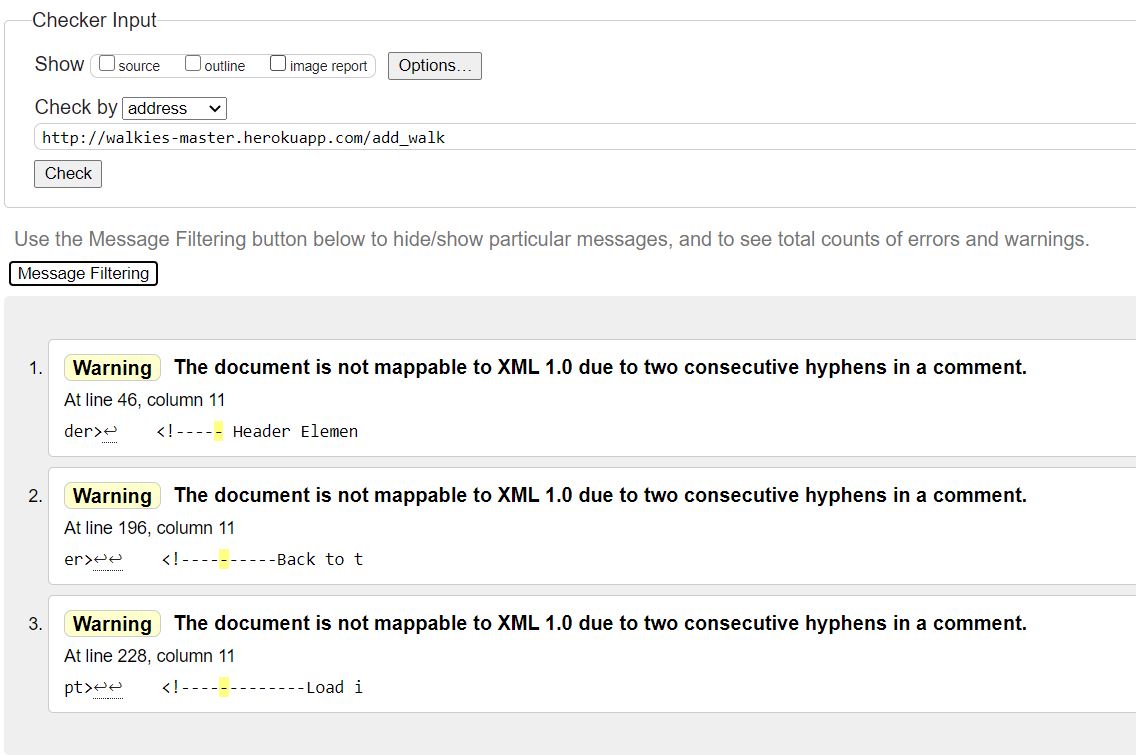 Checker Input
Show source outline image report Options...
Check by address
http://walkies-master.herokuapp.com/add_walk
Check
Use the Message Filtering button below to hide/show particular messages, and to see total counts of errors and warnings.
Message Filtering
1. Warning The document is not mappable to XML 1.0 due to two consecutive hyphens in a comment.
At line 46, column 11
der>↩ <!----- Header Elemen
2. Warning The document is not mappable to XML 1.0 due to two consecutive hyphens in a comment.
At line 196, column 11
er>↩↩ <!----------Back to t
3. Warning The document is not mappable to XML 1.0 due to two consecutive hyphens in a comment.
At line 228, column 11
pt>↩↩ <!-------------Load i